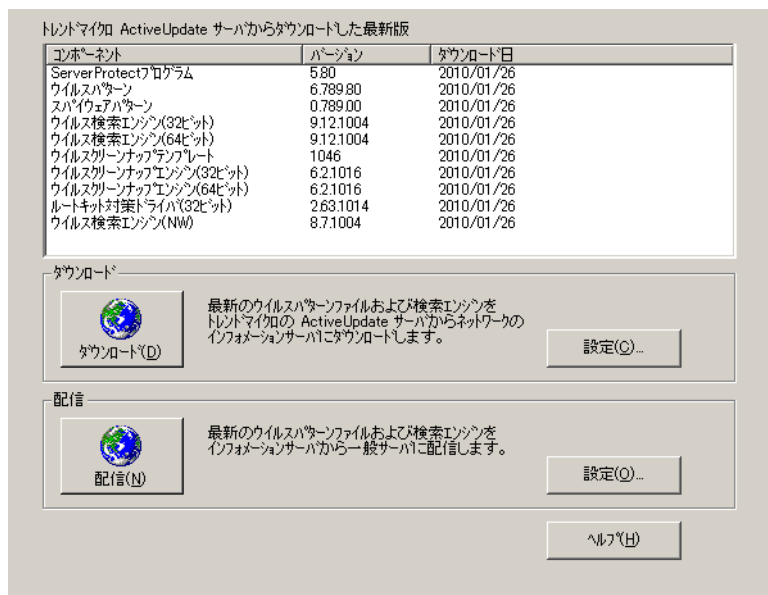 トレンドマイクロ ActiveUpdate サーバからダウンロードした最新版
コンポーネント バージョン ダウンロード日
ServerProtectプログラム 5.80 2010/01/26
ウイルスパターン 6.789.80 2010/01/26
スパイウェアパターン 0.789.00 2010/01/26
ウイルス検索エンジン(32ビット) 9.12.1004 2010/01/26
ウイルス検索エンジン(64ビット) 9.12.1004 2010/01/26
ウイルスクリーンナップテンプレート 1046 2010/01/26
ウイルスクリーンナップエンジン(32ビット) 6.2.1016 2010/01/26
ウイルスクリーンナップエンジン(64ビット) 6.2.1016 2010/01/26
ルートキット対策ドライバ(32ビット) 2.63.1014 2010/01/26
ウイルス検索エンジン(NW) 8.7.1004 2010/01/26
ダウンロード
最新のウイルスパターンファイルおよび検索エンジンを
トレンドマイクロの ActiveUpdate サーバからネットワークの
インフォメーションサーバにダウンロードします。
ダウンロード(D)
設定(C)...
配信
最新のウイルスパターンファイルおよび検索エンジンを
インフォメーションサーバから一般サーバに配信します。
配信(N)
設定(O)...
ヘルプ(H)